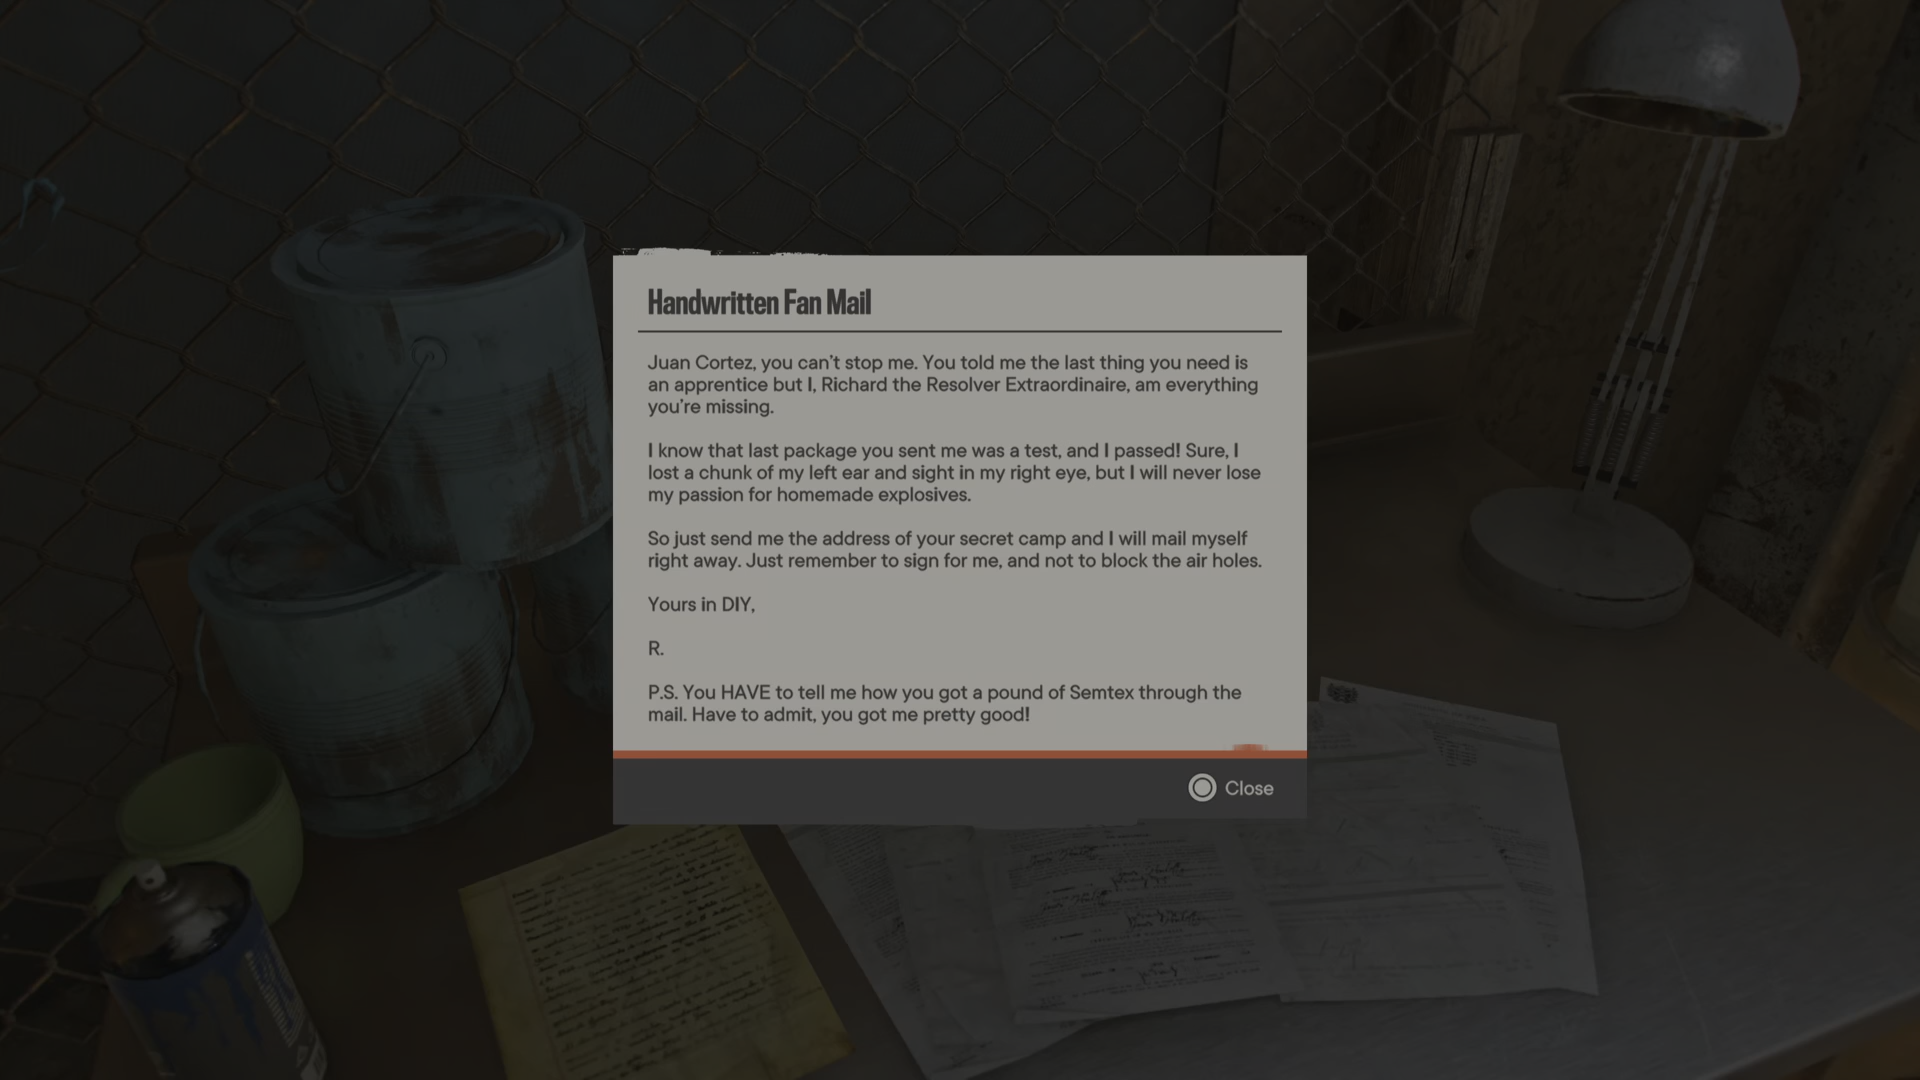 Handwritten Fan Mail
Juan Cortez, you can't stop me. You told me the last thing you need is
an apprentice but I, Richard the Resolver Extraordinaire, am everything
you're missing.
I know that last package you sent me was a test, and I passed! Sure, I
lost a chunk of my left ear and sight in my right eye, but I will never lose
my passion for homemade explosives.
So just send me the address of your secret camp and I will mail myself
right away. Just remember to sign for me, and not to block the air holes.
Yours in DIY,
R.
P.S. You HAVE to tell me how you got a pound of Semtex through the
mail. Have to admit, you got me pretty good!
Close